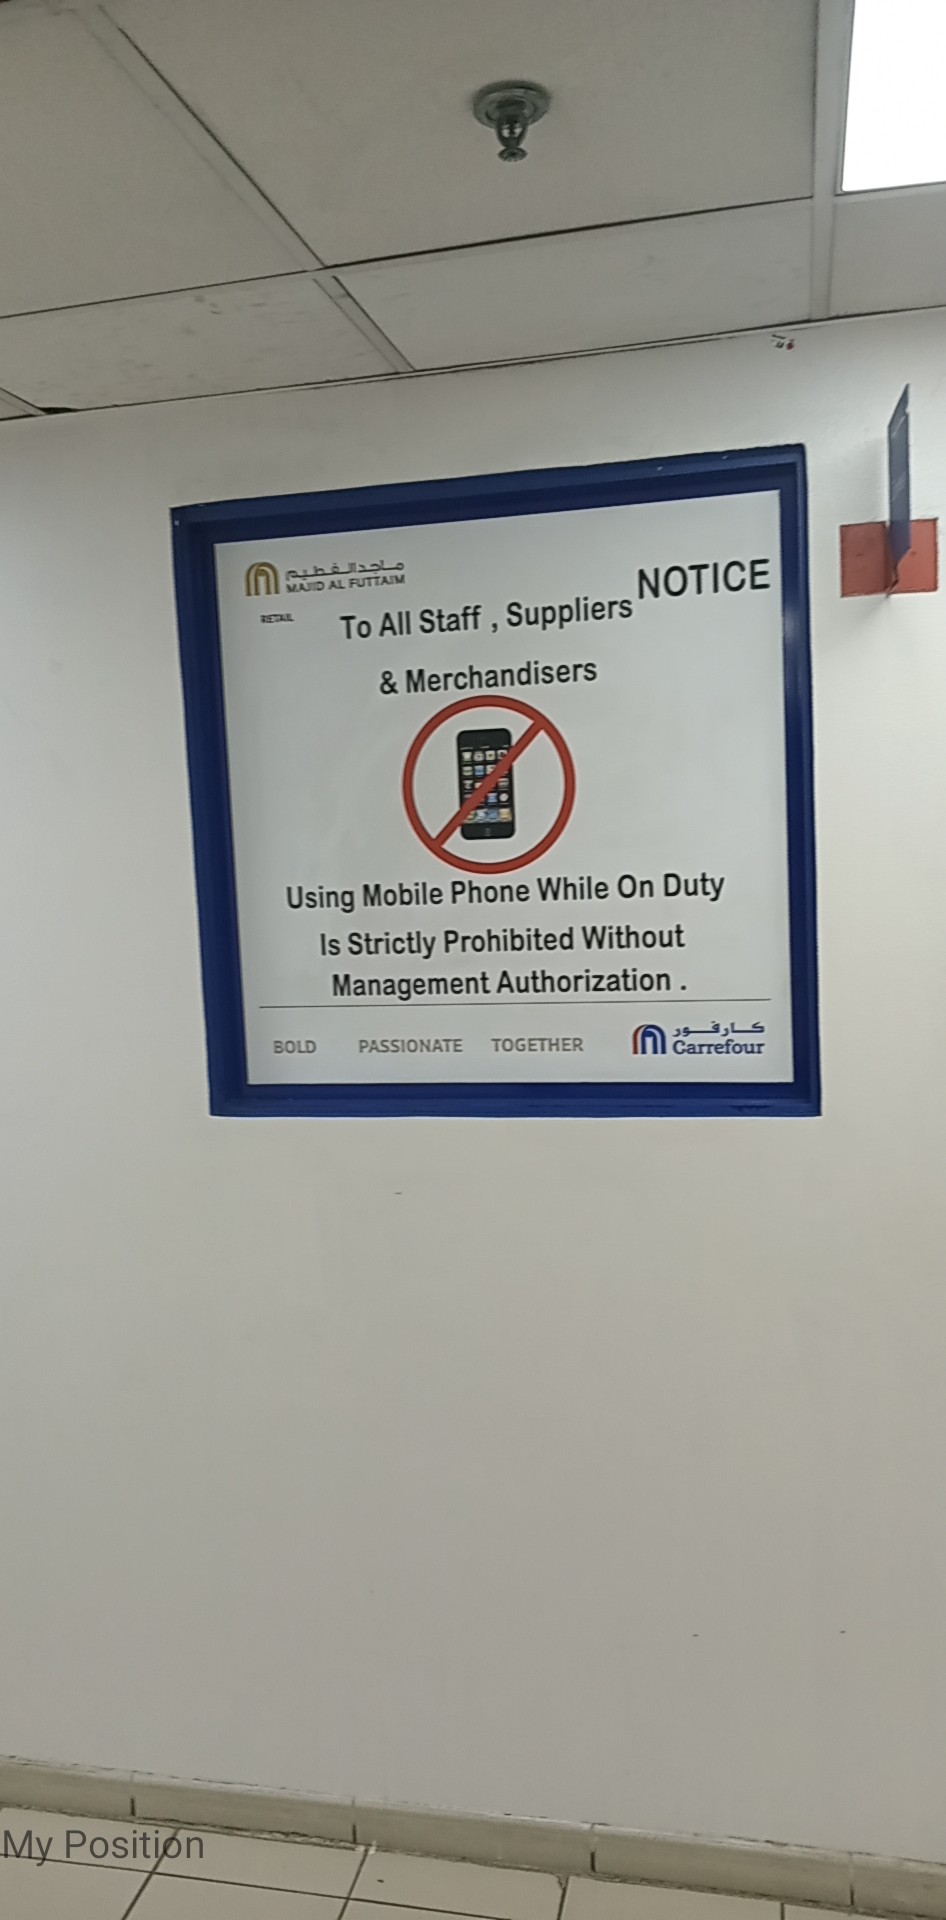 ماجد الفطيم
MAJID AL FUTTAIM
RETAIL
NOTICE
To All Staff , Suppliers
& Merchandisers
Using Mobile Phone While On Duty
Is Strictly Prohibited Without
Management Authorization .
BOLD PASSIONATE TOGETHER
كارفور
Carrefour
My Position